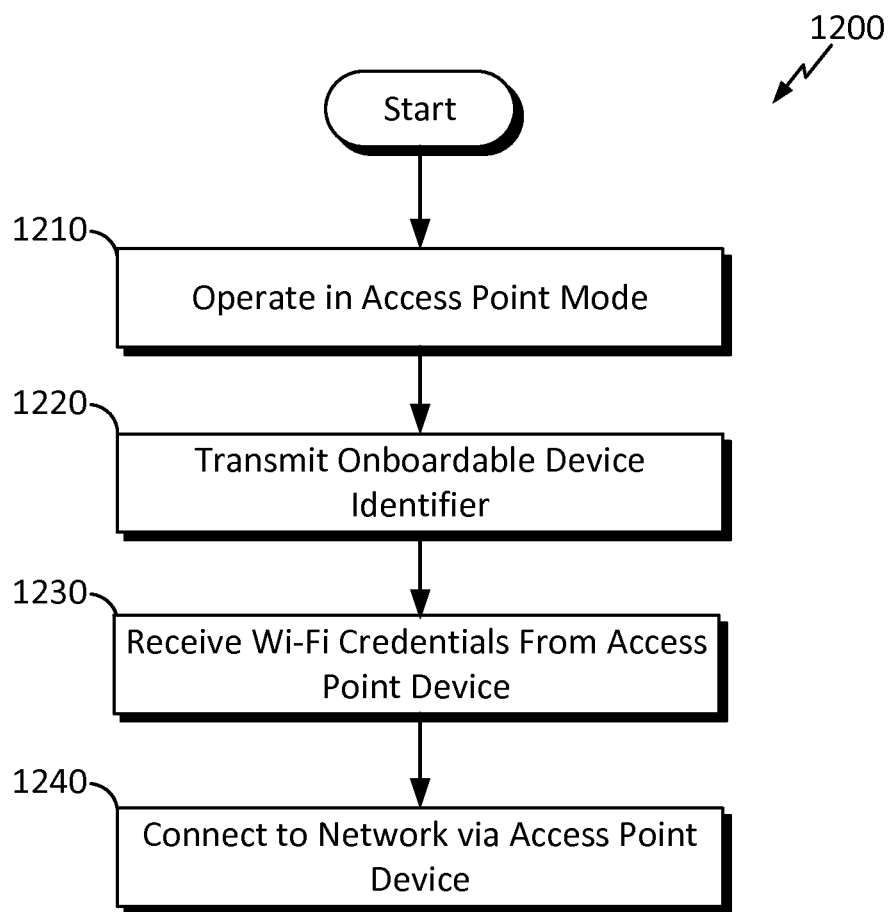 1200
Start
1210
Operate in Access Point Mode
1220
Transmit Onboardable Device
Identifier
1230
Receive Wi-Fi Credentials From Access
Point Device
1240
Connect to Network via Access Point
Device